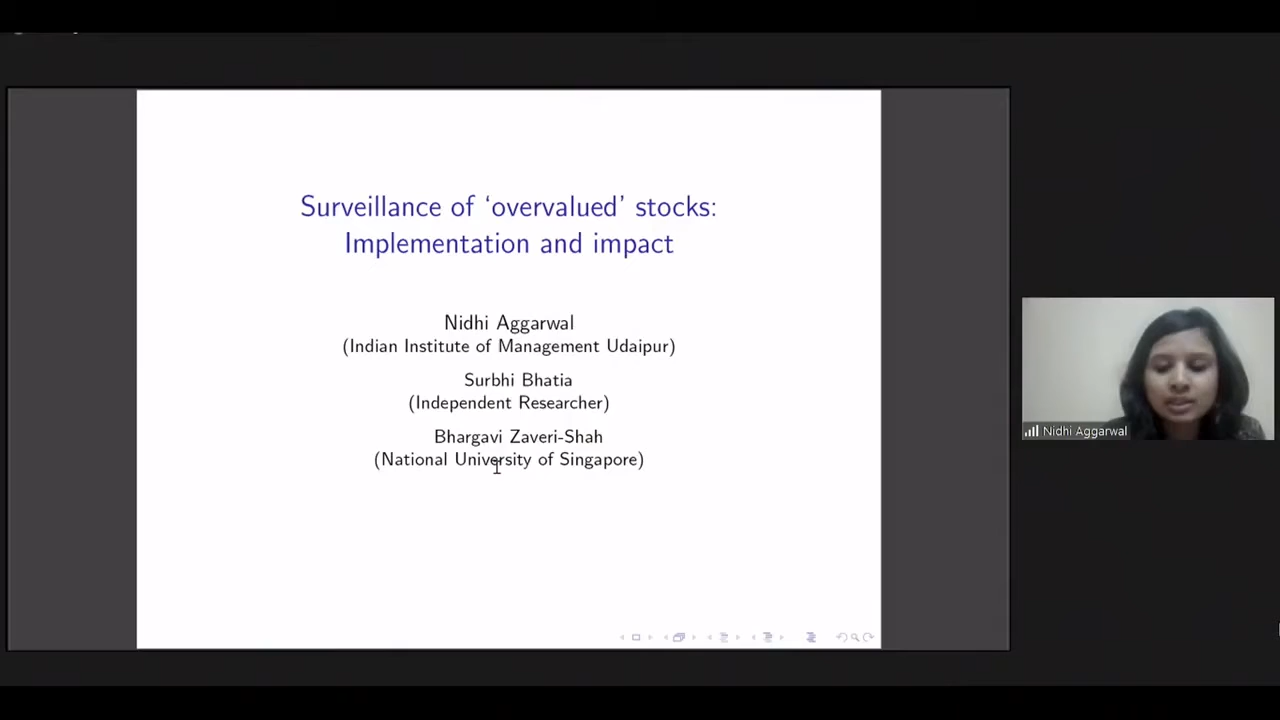 Surveillance of ‘overvalued’ stocks:
Implementation and impact
Nidhi Aggarwal
(Indian Institute of Management Udaipur)
Surbhi Bhatia
(Independent Researcher)
Bhargavi Zaveri-Shah
(National University of Singapore)
Nidhi Aggarwal